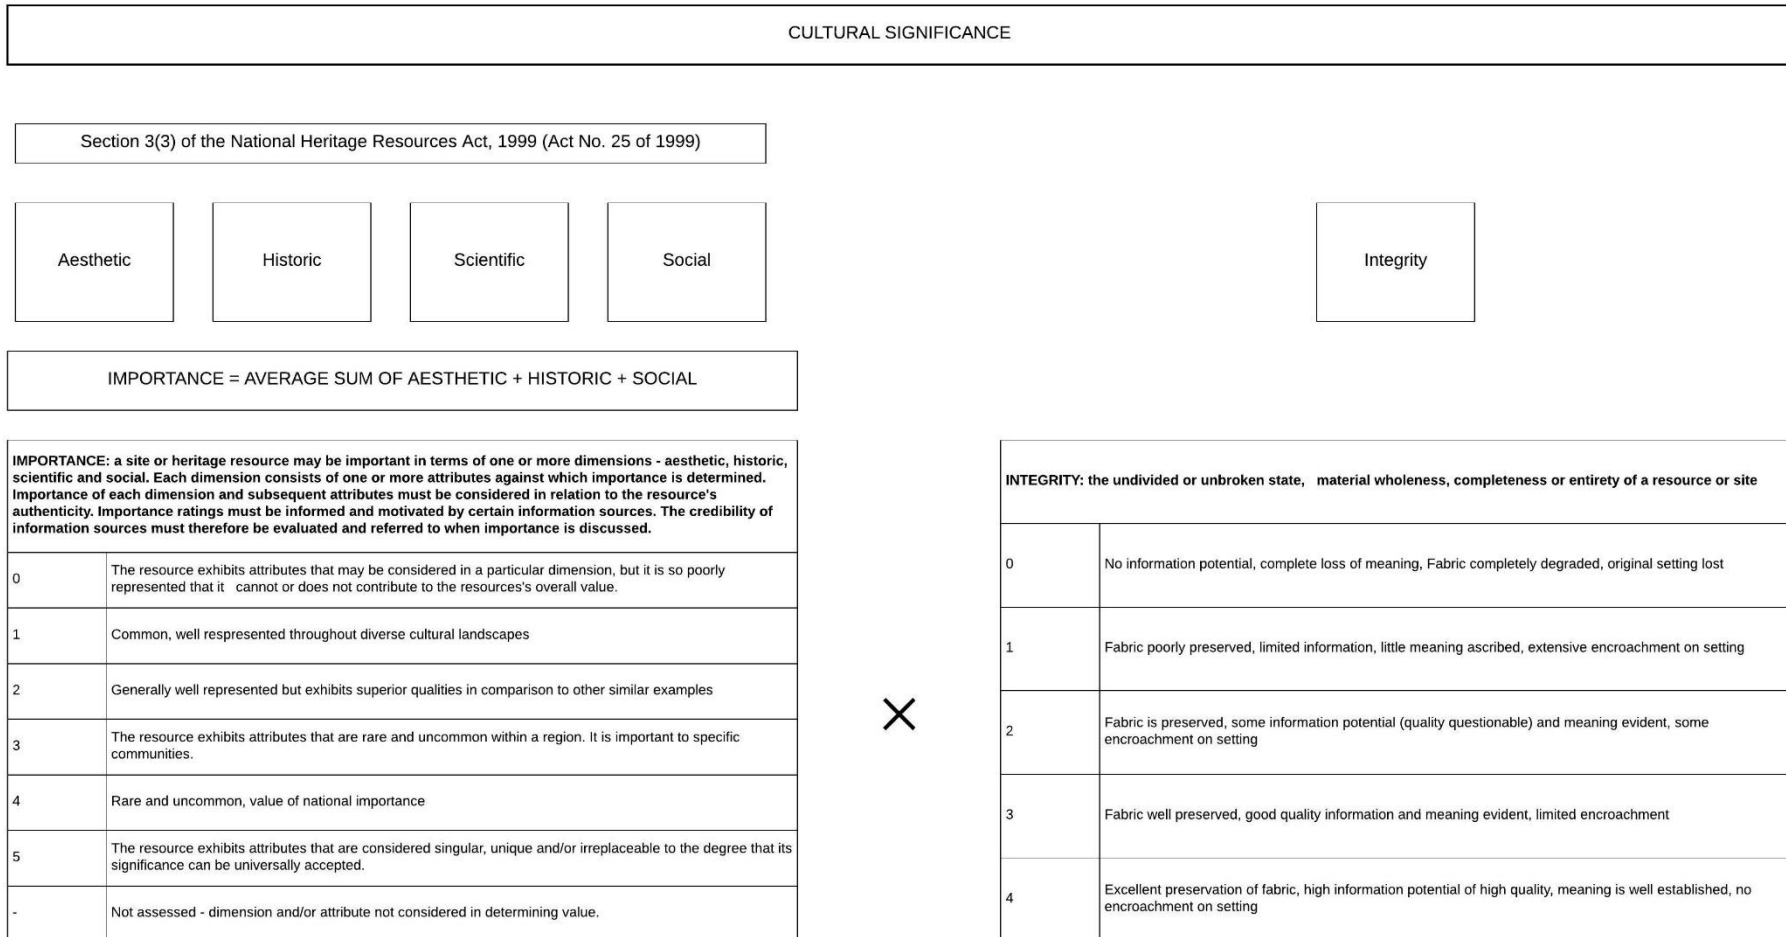 CULTURAL SIGNIFICANCE
Section 3(3) of the National Heritage Resources Act, 1999 (Act No. 25 of 1999)
Aesthetic
Historic
Scientific
Social
Integrity
IMPORTANCE = AVERAGE SUM OF AESTHETIC + HISTORIC + SOCIAL
IMPORTANCE: a site or heritage resource may be important in terms of one or more dimensions - aesthetic, historic,
scientific and social. Each dimension consists of one or more attributes against which importance is determined.
Importance of each dimension and subsequent attributes must be considered in relation to the resource's
authenticity. Importance ratings must be informed and motivated by certain information sources. The credibility of
information sources must therefore be evaluated and referred to when importance is discussed.
0
The resource exhibits attributes that may be considered in a particular dimension, but it is so poorly
represented that it cannot or does not contribute to the resources's overall value.
1
Common, well respresented throughout diverse cultural landscapes
2
Generally well represented but exhibits superior qualities in comparison to other similar examples
3
The resource exhibits attributes that are rare and uncommon within a region. It is important to specific
communities.
4
Rare and uncommon, value of national importance
5
The resource exhibits attributes that are considered singular, unique and/or irreplaceable to the degree that its
significance can be universally accepted.
-
Not assessed - dimension and/or attribute not considered in determining value.
×
INTEGRITY: the undivided or unbroken state, material wholeness, completeness or entirety of a resource or site
0
No information potential, complete loss of meaning, Fabric completely degraded, original setting lost
1
Fabric poorly preserved, limited information, little meaning ascribed, extensive encroachment on setting
2
Fabric is preserved, some information potential (quality questionable) and meaning evident, some
encroachment on setting
3
Fabric well preserved, good quality information and meaning evident, limited encroachment
4
Excellent preservation of fabric, high information potential of high quality, meaning is well established, no
encroachment on setting